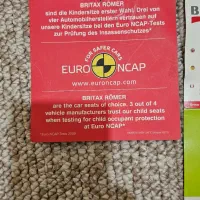 BRITAX RÖMER
sind die Kindersitze erster Wahl. Drei von
vier Automobilherstellern vertrauen auf
unsere Kindersitze bei den Euro NCAP-Tests
zur Prüfung des Insassenschutzes*
FOR SAFER CARS
EURO NCAP
www.euroncap.com
BRITAX RÖMER
are the car seats of choice. 3 out of 4
vehicle manufacturers trust our child seats
when testing for child occupant protection
at Euro NCAP*
B